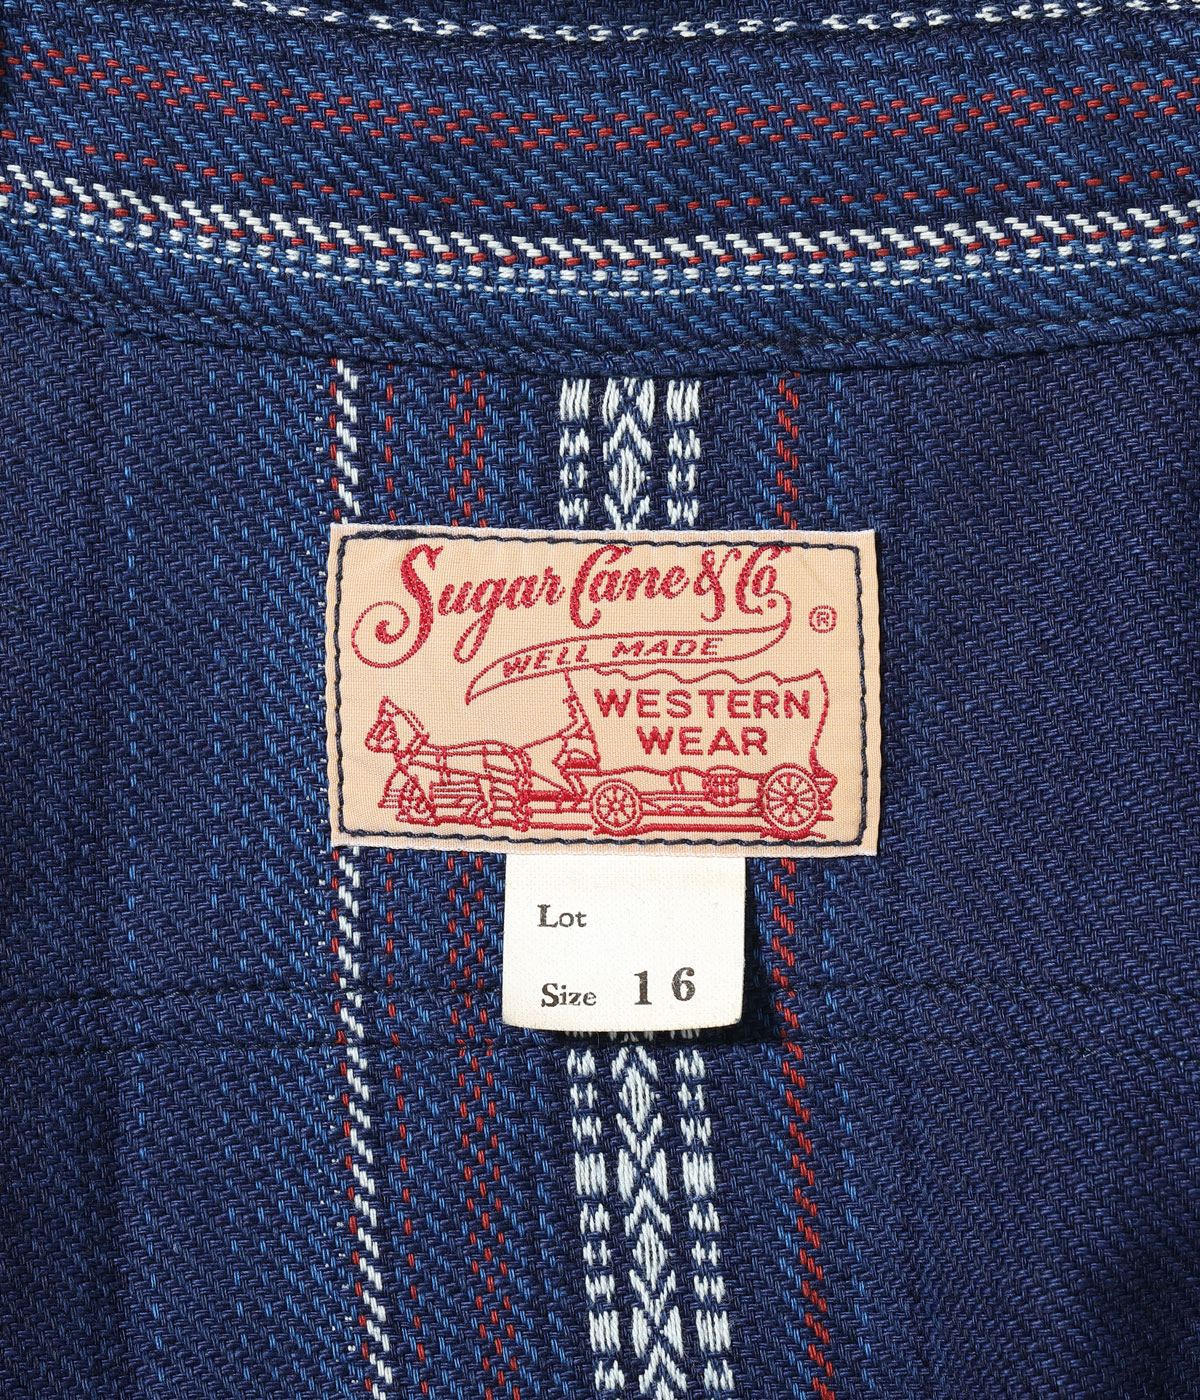 Sugar Cane & Co.
®
WELL MADE
WESTERN
WEAR
Lot
Size 16